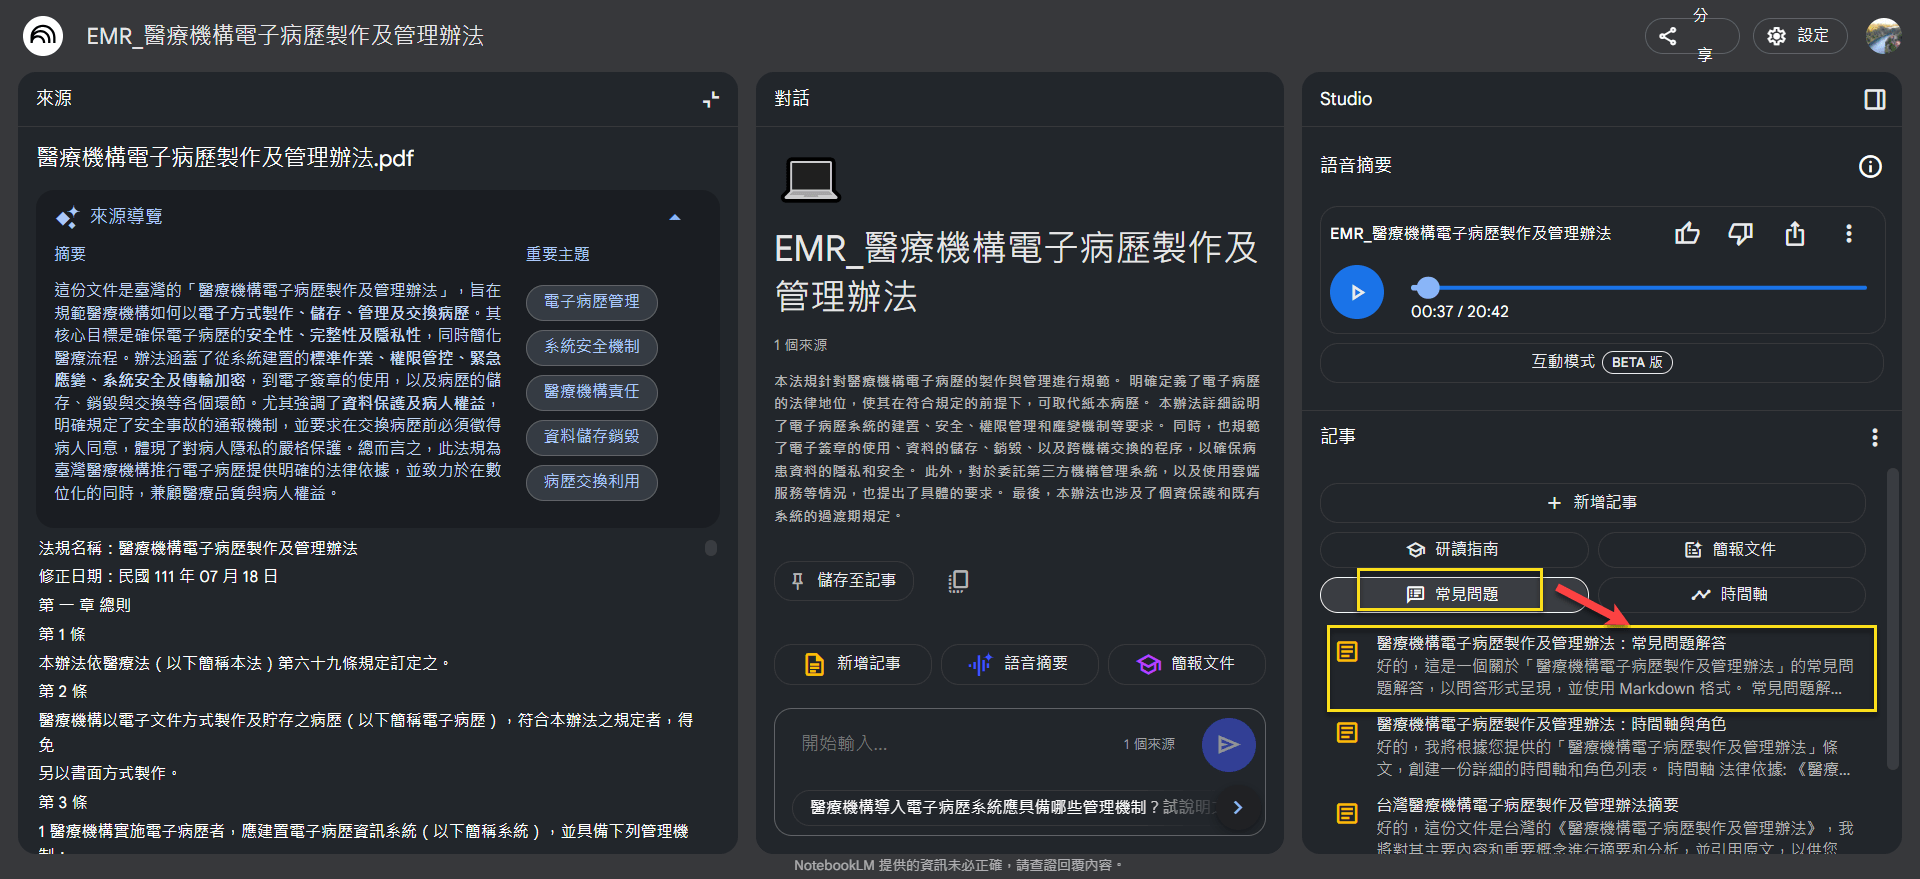 EMR_醫療機構電子病歷製作及管理辦法
分享
設定
來源
醫療機構電子病歷製作及管理辦法.pdf
來源導覽
摘要
這份文件是臺灣的「醫療機構電子病歷製作及管理辦法」，旨在
規範醫療機構如何以電子方式製作、儲存、管理及交換病歷。其
核心目標是確保電子病歷的安全性、完整性及隱私性，同時簡化
醫療流程。辦法涵蓋了從系統建置的標準作業、權限管控、緊急
應變、系統安全及傳輸加密，到電子簽章的使用，以及病歷的儲
存、銷毀與交換等各個環節。尤其強調了資料保護及病人權益，
明確規定了安全事故的通報機制，並要求在交換病歷前必須徵得
病人同意，體現了對病人隱私的嚴格保護。總而言之，此法規為
臺灣醫療機構推行電子病歷提供明確的法律依據，並致力於在數
位化的同時，兼顧醫療品質與病人權益。
重要主題
電子病歷管理
系統安全機制
醫療機構責任
資料儲存銷毀
病歷交換利用
法規名稱：醫療機構電子病歷製作及管理辦法
修正日期：民國 111 年 07 月 18 日
第 一 章 總則
第 1 條
本辦法依醫療法（以下簡稱本法）第六十九條規定訂定之。
第 2 條
醫療機構以電子文件方式製作及貯存之病歷（以下簡稱電子病歷），符合本辦法之規定者，得
免
另以書面方式製作。
第 3 條
1 醫療機構實施電子病歷者，應建置電子病歷資訊系統（以下簡稱系統），並具備下列管理機
制：
對話
EMR_醫療機構電子病歷製作及
管理辦法
1 個來源
本法規針對醫療機構電子病歷的製作與管理進行規範。 明確定義了電子病歷
的法律地位，使其在符合規定的前提下，可取代紙本病歷。 本辦法詳細說明
了電子病歷系統的建置、安全、權限管理和應變機制等要求。 同時，也規範
了電子簽章的使用、資料的儲存、銷毀、以及跨機構交換的程序，以確保病
患資料的隱私和安全。 此外，對於委託第三方機構管理系統，以及使用雲端
服務等情況，也提出了具體的要求。 最後，本辦法也涉及了個資保護和既有
系統的過渡期規定。
儲存至記事
新增記事
語音摘要
簡報文件
開始輸入...
1 個來源
醫療機構導入電子病歷系統應具備哪些管理機制？試說明
NotebookLM 提供的資訊未必正確，請查證回覆內容。
Studio
語音摘要
EMR_醫療機構電子病歷製作及管理辦法
00:37 / 20:42
互動模式 BETA 版
記事
新增記事
研讀指南
簡報文件
常見問題
時間軸
醫療機構電子病歷製作及管理辦法：常見問題解答
好的，這是一個關於「醫療機構電子病歷製作及管理辦法」的常見問
題解答，以問答形式呈現，並使用 Markdown 格式。 常見問題解...
醫療機構電子病歷製作及管理辦法：時間軸與角色
好的，我將根據您提供的「醫療機構電子病歷製作及管理辦法」條
文，創建一份詳細的時間軸和角色列表。 時間軸 法律依據: 《醫療...
台灣醫療機構電子病歷製作及管理辦法摘要
好的，這份文件是台灣的《醫療機構電子病歷製作及管理辦法》，我
將對其主要內容和重要概念進行摘要和分析，並引用原文，以供您